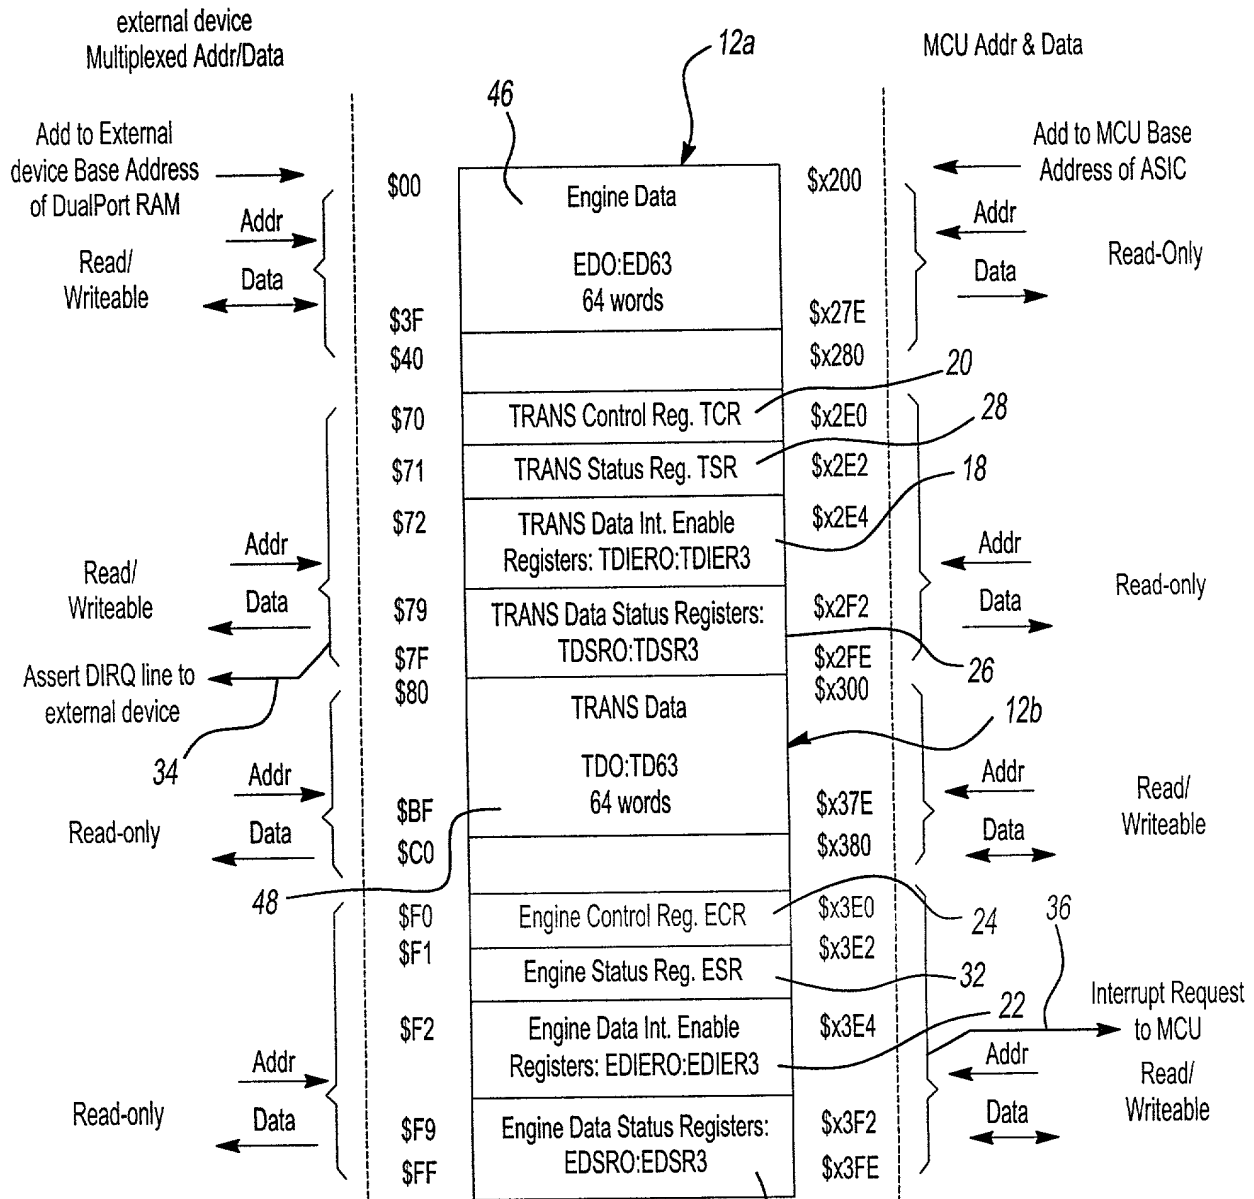 external device
Multiplexed Addr/Data
12a
MCU Addr & Data
46
Add to External
device Base Address
of DualPort RAM
Add to MCU Base
Address of ASIC
$00
Engine Data
$x200
Addr
Addr
Read/
Writeable
Data
EDO:ED63
64 words
Data
Read-Only
$3F
$x27E
$40
$x280
20
$70
TRANS Control Reg. TCR
$x2E0
28
$71
TRANS Status Reg. TSR
$x2E2
18
$72
TRANS Data Int. Enable
Registers: TDIERO:TDIER3
$x2E4
Addr
Addr
Read/
Writeable
Data
Data
Read-only
$79
TRANS Data Status Registers:
TDSRO:TDSR3
$x2F2
$7F
$x2FE
26
Assert DIRQ line to
external device
34
$80
TRANS Data
$x300
12b
TDO:TD63
64 words
Addr
Addr
Read-only
Data
Data
Read/
Writeable
$BF
$x37E
$C0
$x380
48
$F0
Engine Control Reg. ECR
$x3E0
24
36
$F1
Engine Status Reg. ESR
$x3E2
32
22
Interrupt Request
to MCU
$F2
Engine Data Int. Enable
Registers: EDIERO:EDIER3
$x3E4
Addr
Addr
Read-only
Data
Data
Read/
Writeable
$F9
Engine Data Status Registers:
EDSRO:EDSR3
$x3F2
$FF
$x3FE